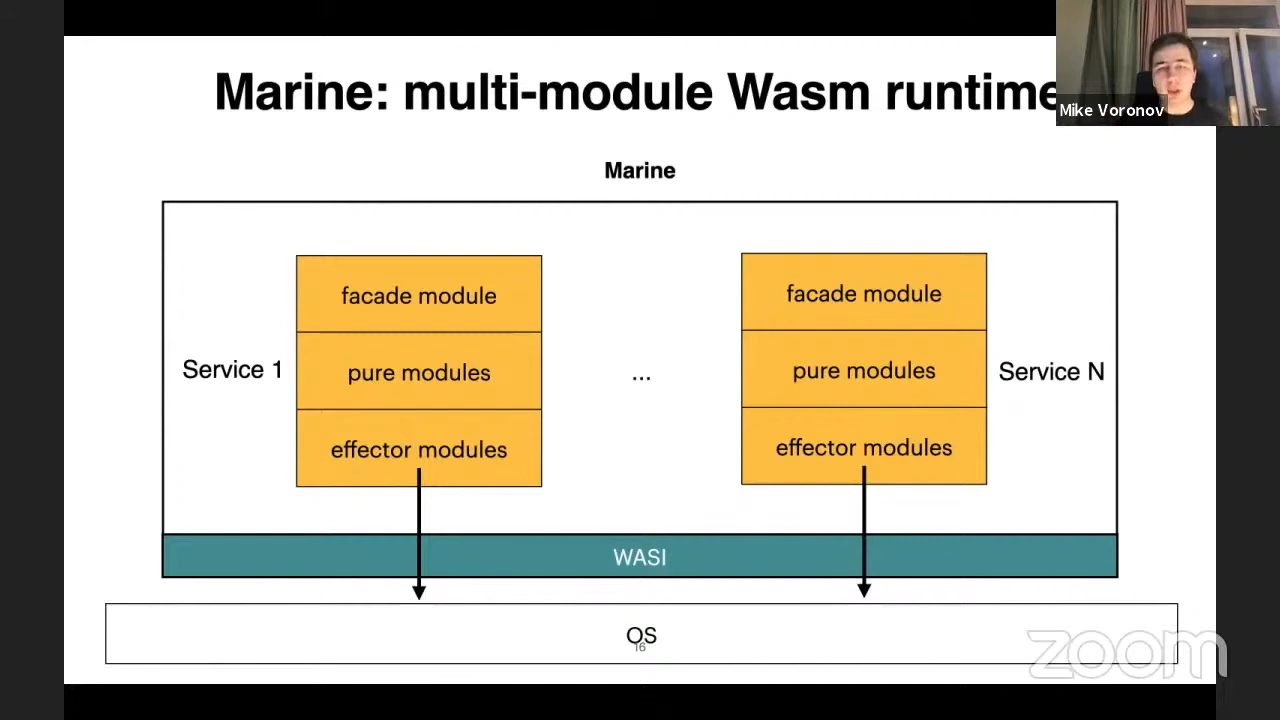 Marine: multi-module Wasm runtime
Mike Voronov
Marine
facade module
facade module
Service 1
pure modules
...
pure modules
Service N
effector modules
effector modules
WASI
OS
16
zoom